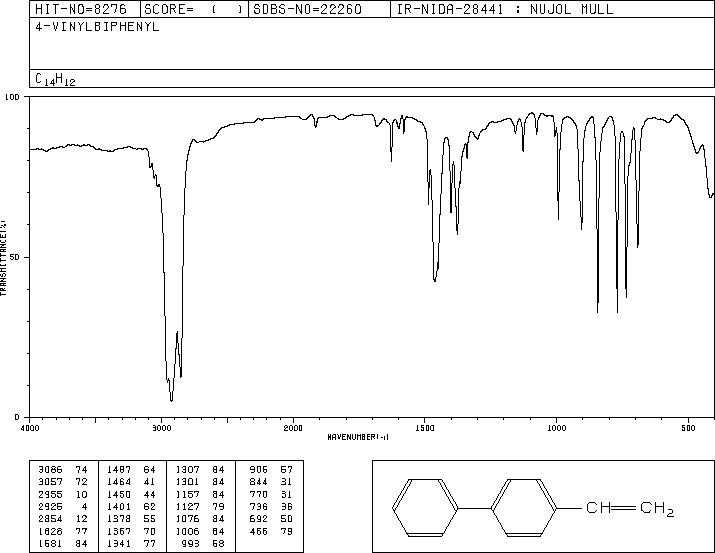 HIT-NO=8276 SCORE= ( ) SDBS-NO=22260 IR-NIDA-28441 : NUJOL MULL
4-VINYLBIPHENYL
C14H12
100
50
0
TRANSMITTANCE(%)
4000 3000 2000 1500 1000 500
WAVENUMBER(-1)
3086 74 1487 64 1307 84 906 57
3057 72 1464 41 1301 84 844 31
2955 10 1450 44 1157 84 770 31
2925 4 1401 62 1127 79 736 36
2854 12 1378 55 1076 84 692 50
1628 77 1367 70 1006 84 466 79
1581 84 1341 77 993 58
CH=CH2